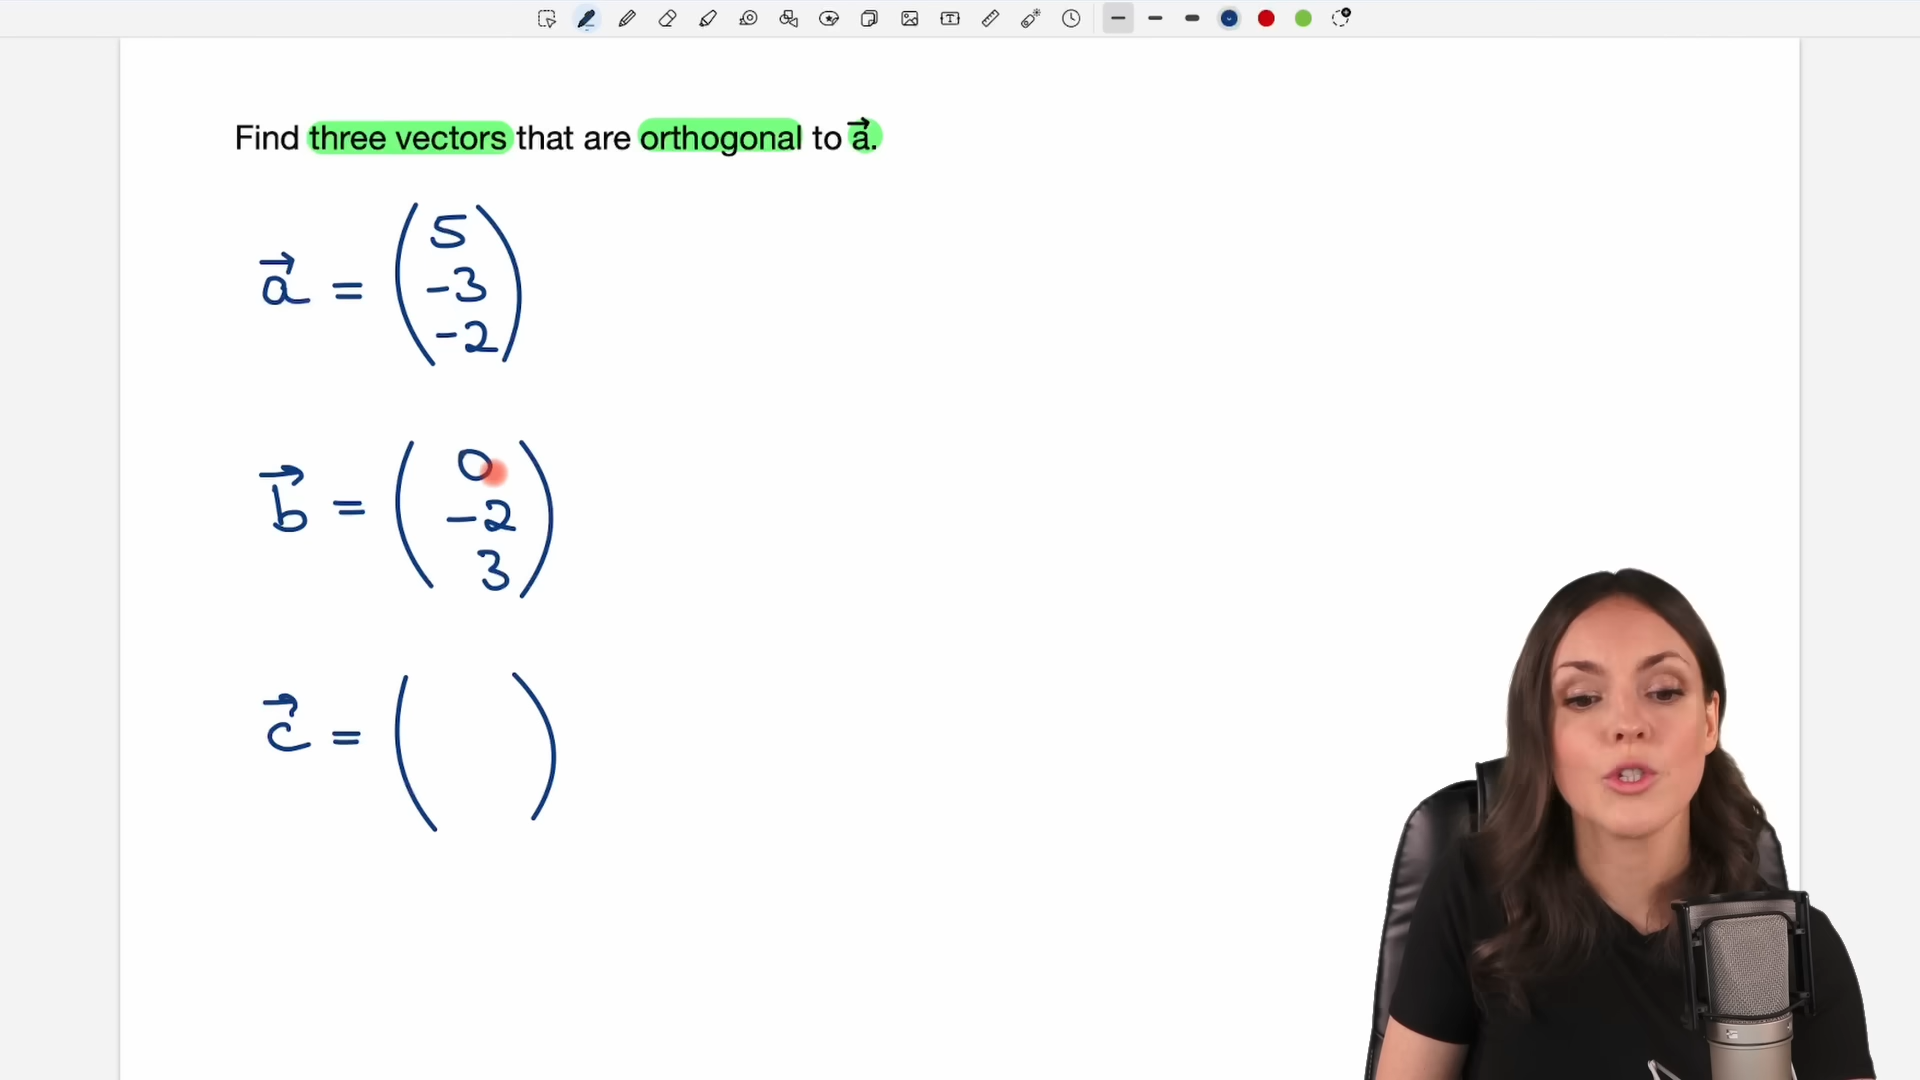 Find three vectors that are orthogonal to a⃗.
a⃗ = (5
-3
-2)
b⃗ = (0
-2
3)
c⃗ = ( )